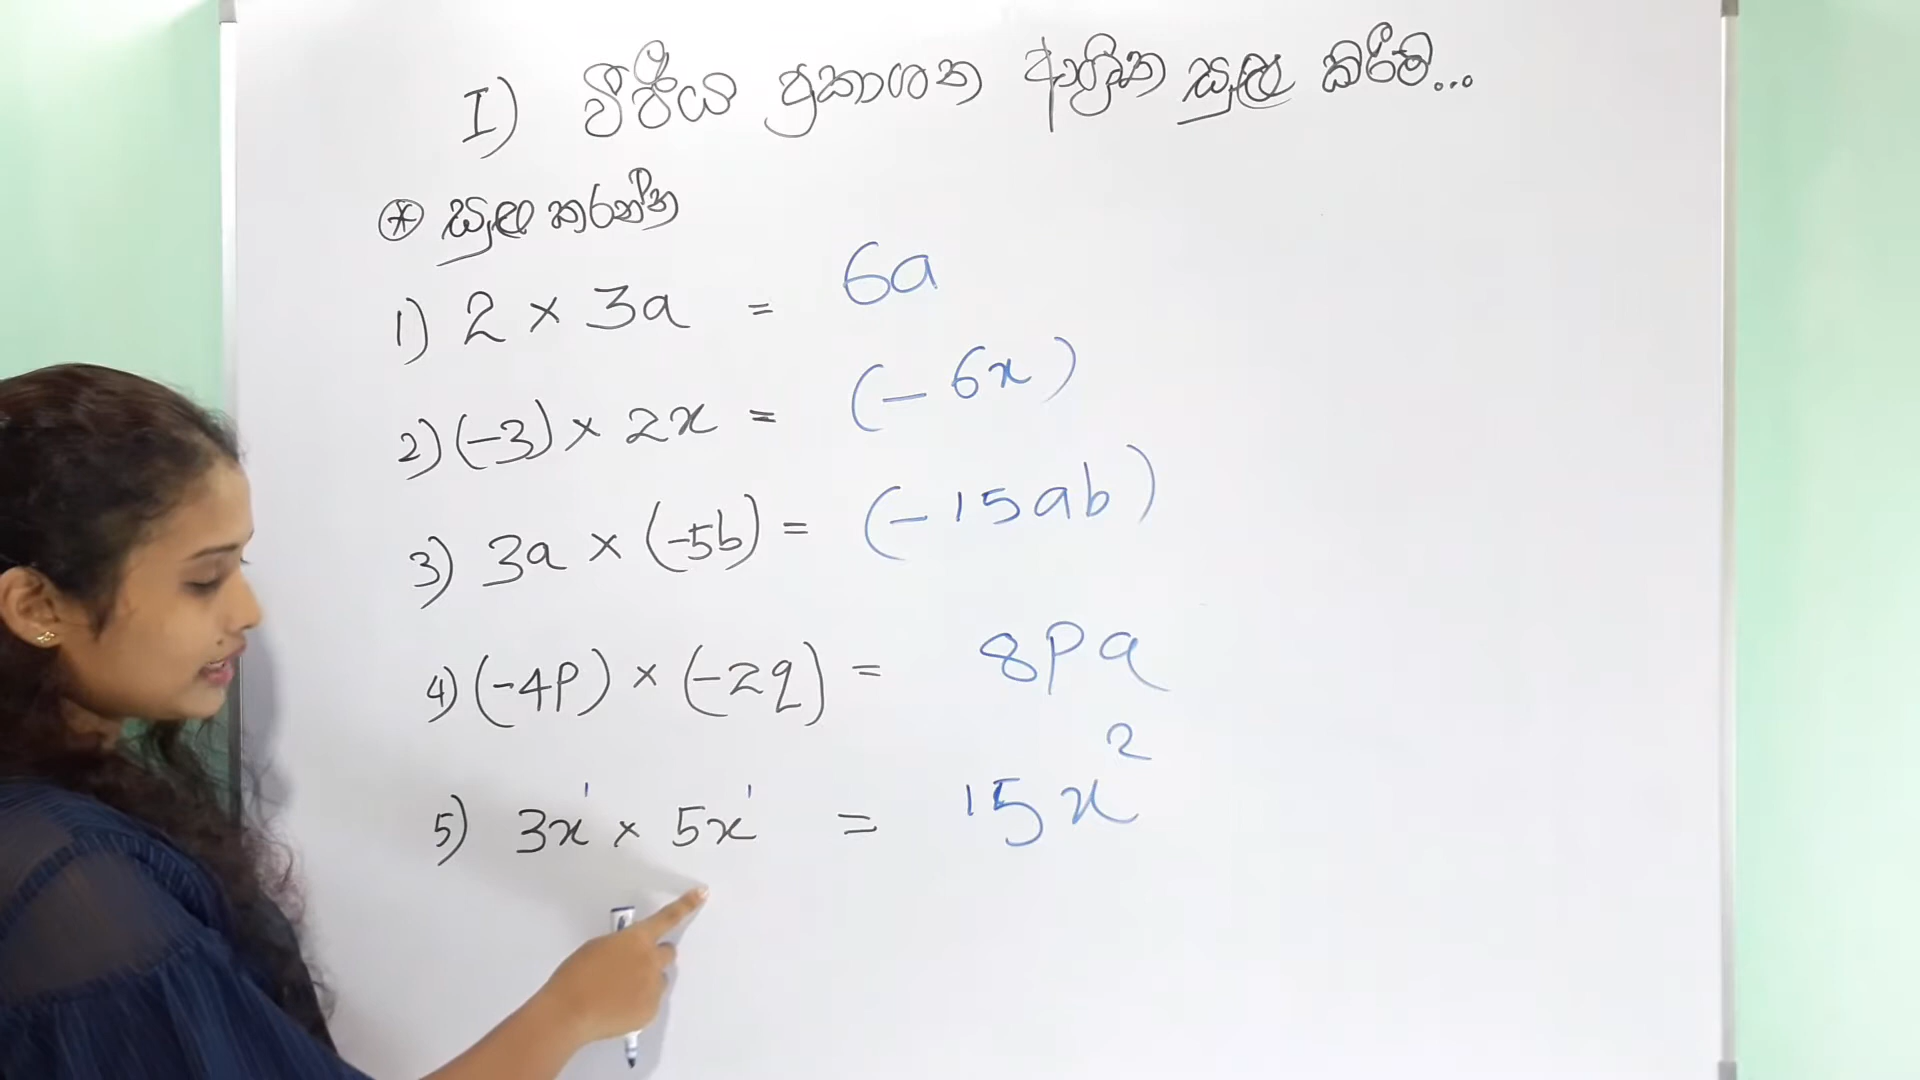 I) වීජීය ප්‍රකාශන ආශ්‍රිත සුළු කිරීම්...
⊛ සුළු කරන්න
1) 2 × 3a = 6a
2) (-3) × 2x = (-6x)
3) 3a × (-5b) = (-15ab)
4) (-4p) × (-2q) = 8pq
5) 3x¹ × 5x¹ = 15x²